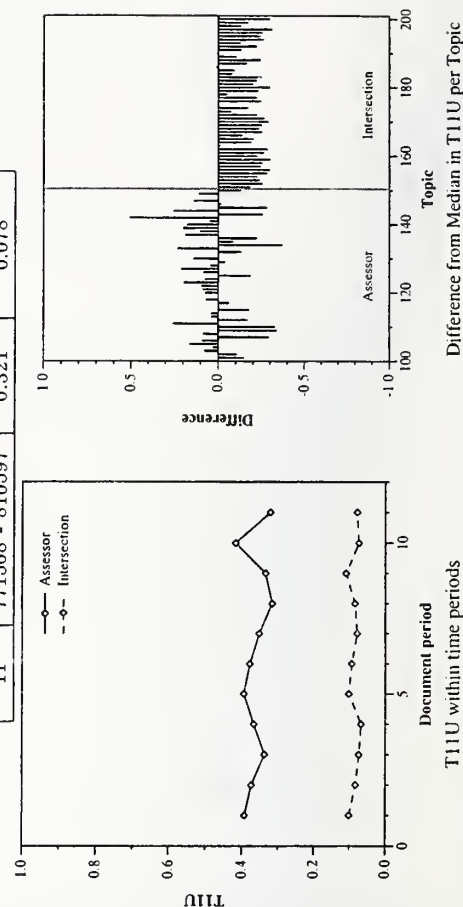 11 771368 - 810597 0.321 0.078
T11U
1.0
0.8
0.6
0.4
0.2
0.0
Assessor
Intersection
0 5 10
Document period
T11U within time periods
Difference
1.0
0.5
0.0
-0.5
-1.0
Assessor
Intersection
100 120 140 160 180 200
Topic
Difference from Median in T11U per Topic